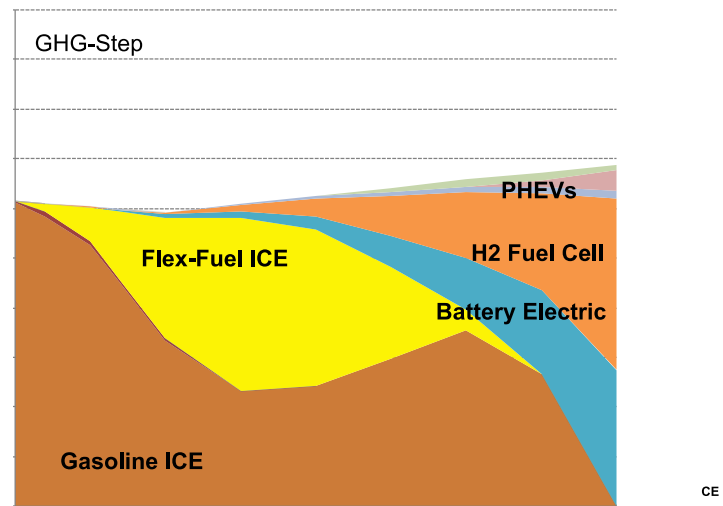 GHG-Step
PHEVs
Flex-Fuel ICE
H2 Fuel Cell
Battery Electric
Gasoline ICE
CE